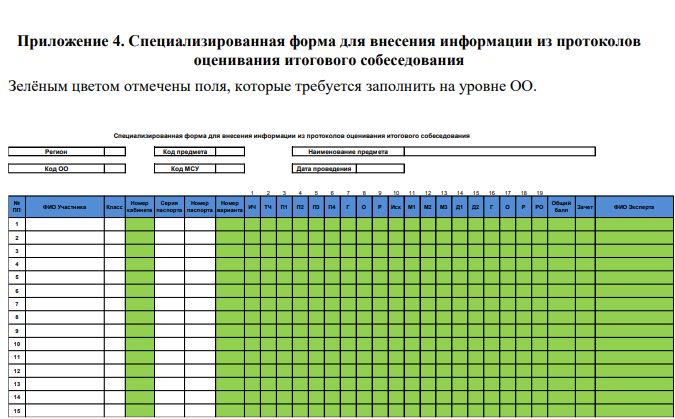 Приложение 4. Специализированная форма для внесения информации из протоколов
оценивания итогового собеседования
Зелёным цветом отмечены поля, которые требуется заполнить на уровне ОО.
Специализированная форма для внесения информации из протоколов оценивания итогового собеседования
Регион Код предмета Наименование предмета
Код ОО Код МСУ Дата проведения
1 2 3 4 5 6 7 8 9 10 11 12 13 14 15 16 17 18 19
№ ПП ФИО Участника Класс Номер кабинета Серия паспорта Номер паспорта Номер варианта ИЧ ТЧ П1 П2 П3 П4 Г О Р Иск М1 М2 М3 Д1 Д2 Г О Р РО Общий балл Зачет ФИО Эксперта
1
2
3
4
5
6
7
8
9
10
11
12
13
14
15